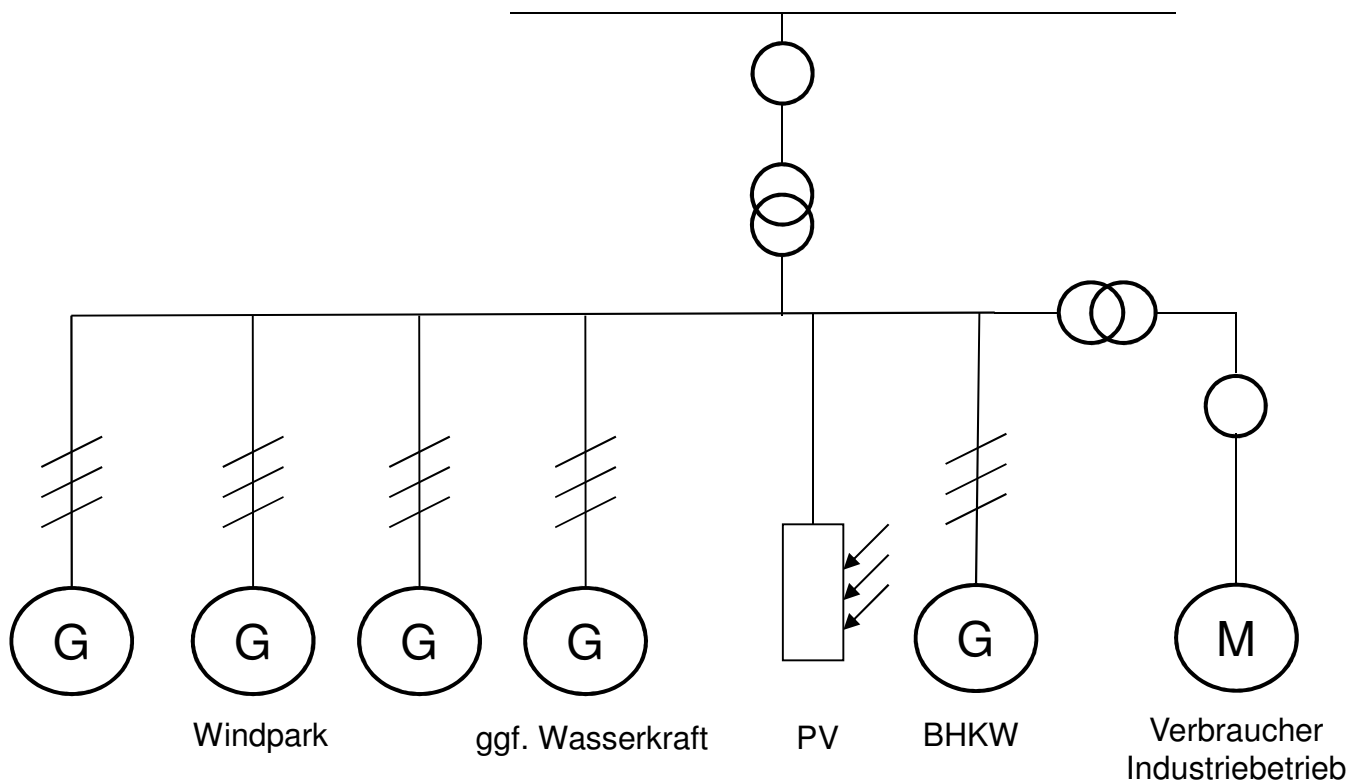 G
G
G
G
G
M
Windpark
ggf. Wasserkraft
PV
BHKW
Verbraucher
Industriebetrieb